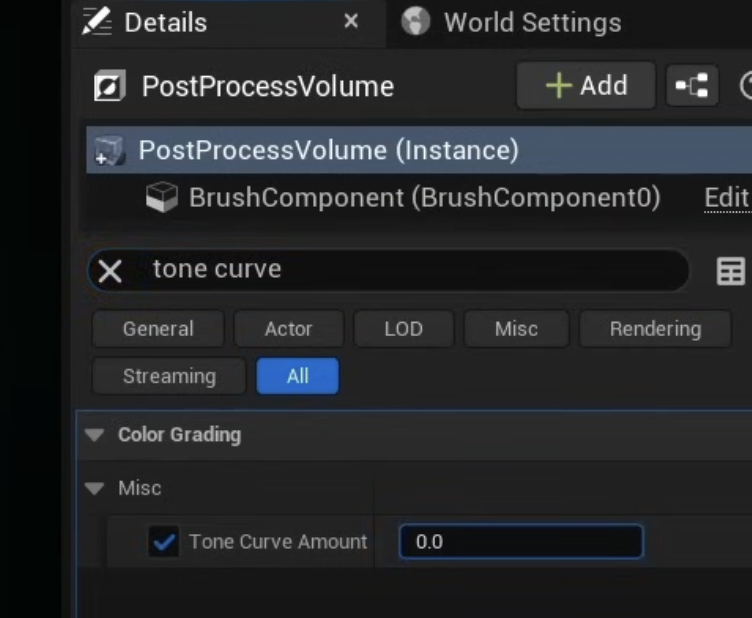 Details × World Settings
PostProcessVolume + Add
PostProcessVolume (Instance)
BrushComponent (BrushComponent0) Edit
tone curve
General Actor LOD Misc Rendering
Streaming All
Color Grading
Misc
Tone Curve Amount 0.0